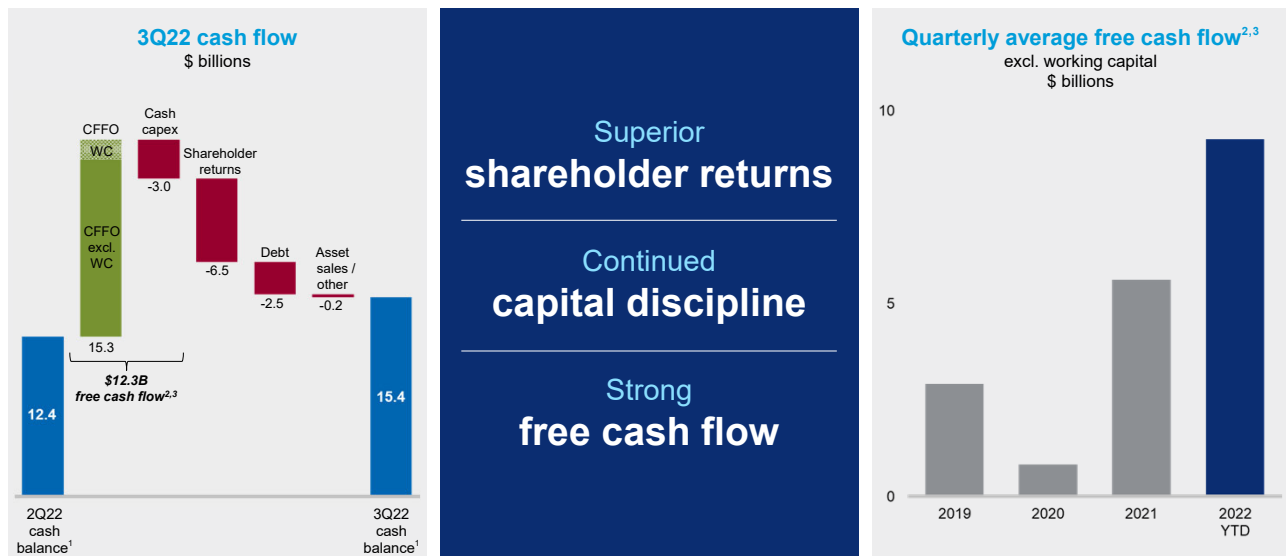 3Q22 cash flow
$ billions
CFFO
WC
CFFO
excl.
WC
15.3
Cash
capex
-3.0
Shareholder
returns
-6.5
Debt
-2.5
Asset
sales /
other
-0.2
$12.3B
free cash flow2,3
12.4
15.4
2Q22
cash
balance1
3Q22
cash
balance1
Superior
shareholder returns
Continued
capital discipline
Strong
free cash flow
Quarterly average free cash flow2,3
excl. working capital
$ billions
10
5
0
2019
2020
2021
2022
YTD